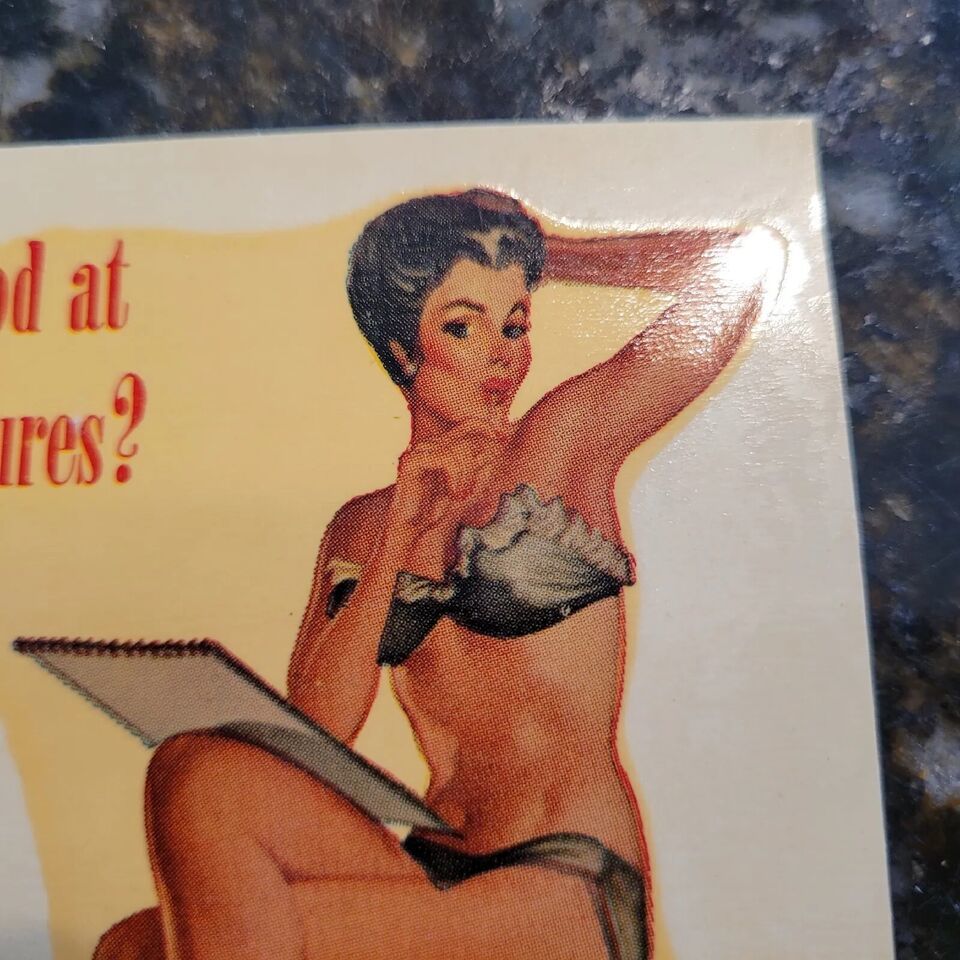 od at
ures?